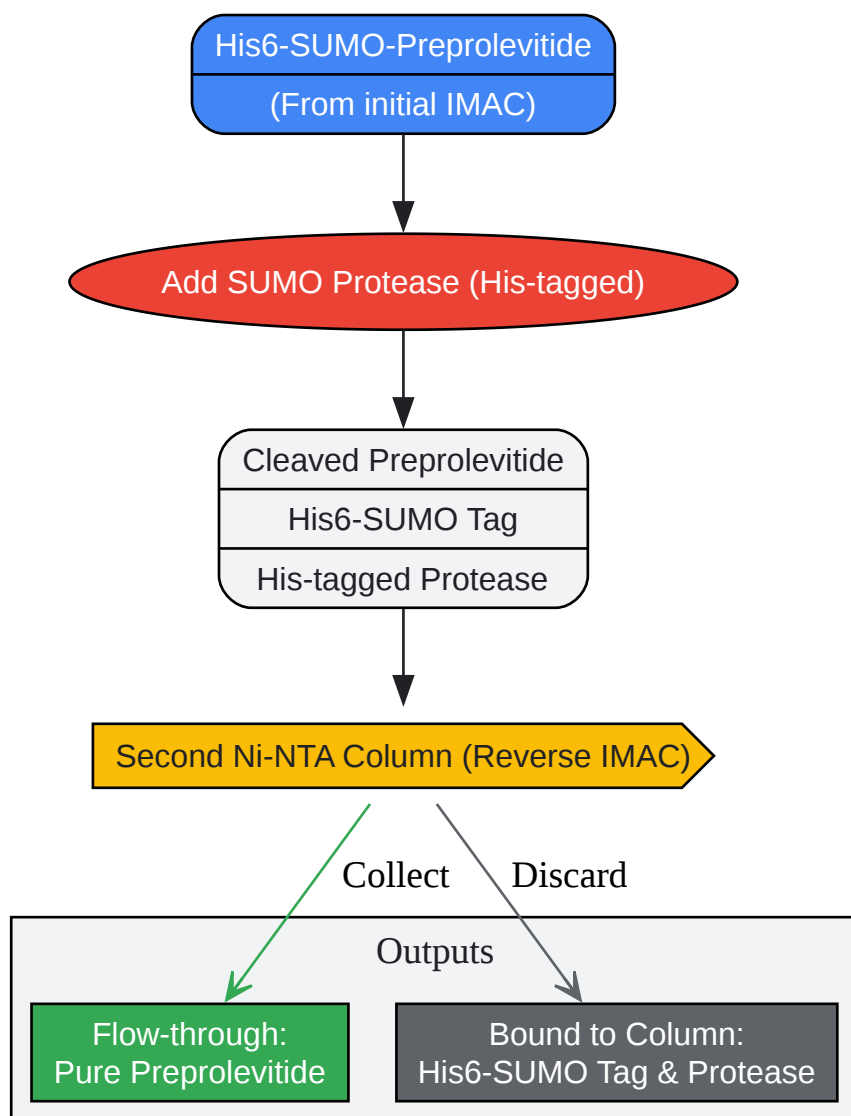 His6-SUMO-Preprolevitide
(From initial IMAC)
Add SUMO Protease (His-tagged)
Cleaved Preprolevitide
His6-SUMO Tag
His-tagged Protease
Second Ni-NTA Column (Reverse IMAC)
Collect
Discard
Outputs
Flow-through:
Pure Preprolevitide
Bound to Column:
His6-SUMO Tag & Protease